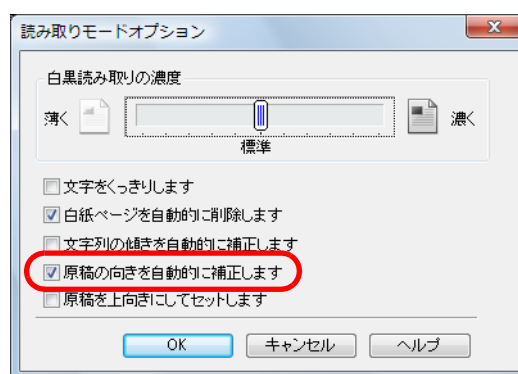 読み取りモードオプション
白黒読み取りの濃度
薄く 濃く
標準
文字をくっきりします
白紙ページを自動的に削除します
文字列の傾きを自動的に補正します
原稿の向きを自動的に補正します
原稿を上向きにしてセットします
OK キャンセル ヘルプ